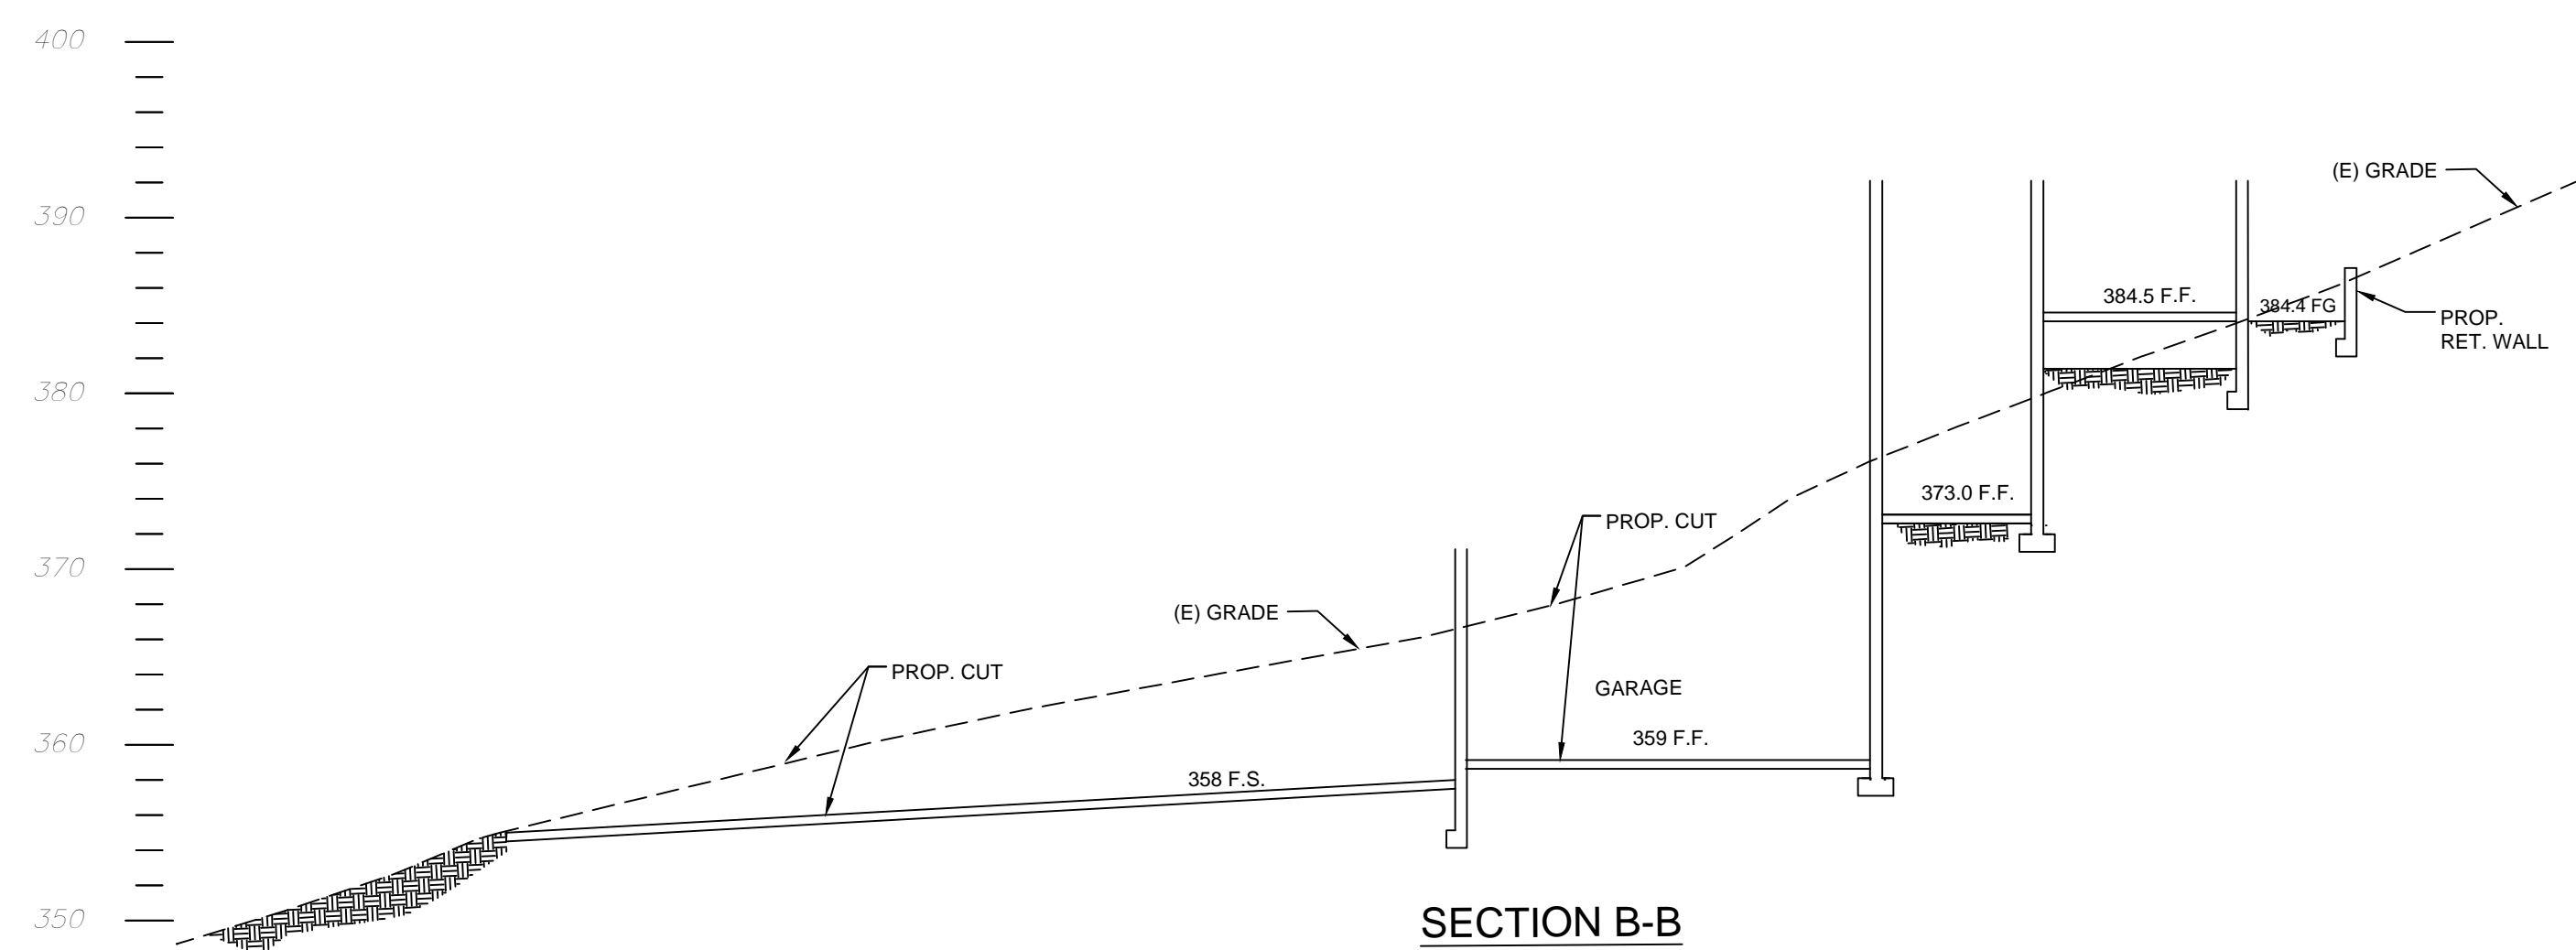 400
390
380
370
360
350
(E) GRADE
384.5 F.F.
384.4 FG
PROP.
RET. WALL
373.0 F.F.
PROP. CUT
(E) GRADE
PROP. CUT
GARAGE
359 F.F.
358 F.S.
SECTION B-B